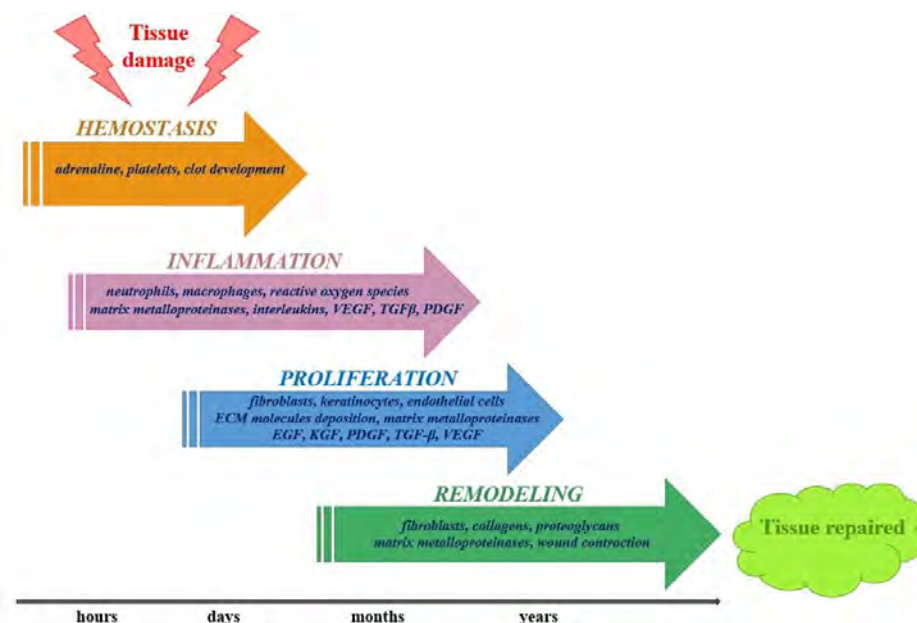 Tissue
damage
HEMOSTASIS
adrenaline, platelets, clot development
INFLAMMATION
neutrophils, macrophages, reactive oxygen species
matrix metalloproteinases, interleukins, VEGF, TGFβ, PDGF
PROLIFERATION
fibroblasts, keratinocytes, endothelial cells
ECM molecules deposition, matrix metalloproteinases
EGF, KGF, PDGF, TGF-β, VEGF
REMODELING
fibroblasts, collagens, proteoglycans
matrix metalloproteinases, wound contraction
Tissue repaired
hours days months years